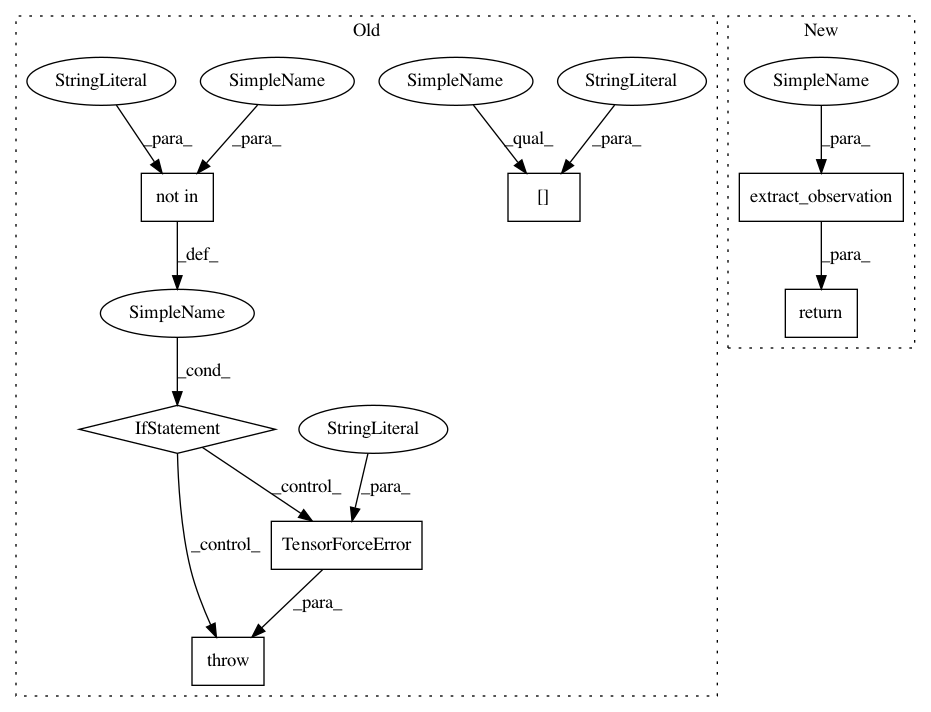 Old
New
StringLiteral
SimpleName
SimpleName
StringLiteral
SimpleName
_para_
_para_
_qual_
_para_
_para_
not in
[]
extract_observation
_def_
_para_
SimpleName
return
_cond_
IfStatement
StringLiteral
_control_
_para_
_control_
TensorForceError
_para_
throw